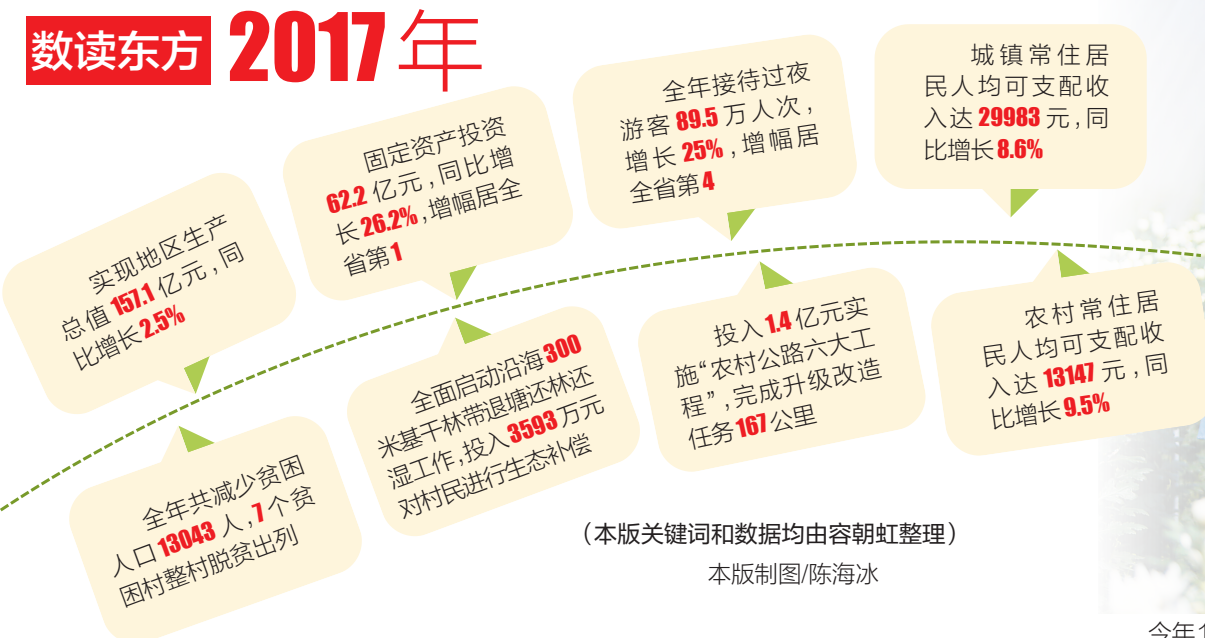 数读东方 2017年
实现地区生产
总值157.1亿元,同
比增长2.5%
固定资产投资
62.2亿元,同比增
长26.2%,增幅居全
省第1
全年接待过夜
游客89.5万人次,
增长25%,增幅居
全省第4
城镇常住居
民人均可支配收
入达29983元,同
比增长8.6%
全年共减少贫困
人口13043人,7个贫
困村整村脱贫出列
全面启动沿海300
米基干林带退塘还林还
湿工作,投入3593万元
对村民进行生态补偿
投入1.4亿元实
施“农村公路六大工
程”,完成升级改造
任务167公里
农村常住居
民人均可支配收
入达13147元,同
比增长9.5%
(本版关键词和数据均由容朝虹整理)
本版制图/陈海冰
今年1